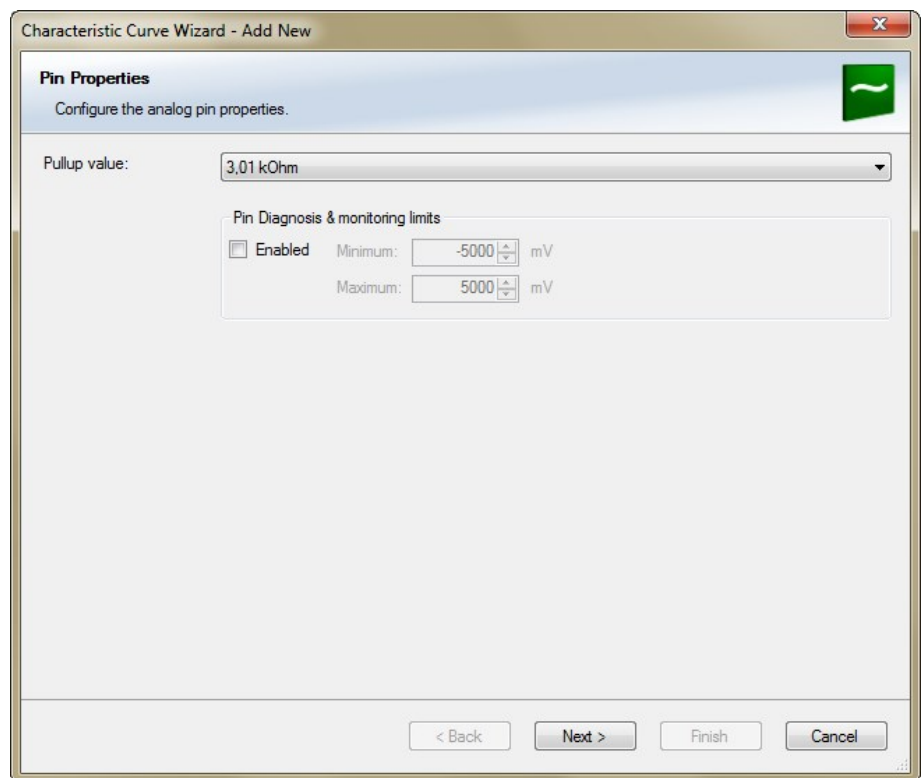 Characteristic Curve Wizard - Add New
Pin Properties
Configure the analog pin properties.
Pullup value: 3,01 kOhm
Pin Diagnosis & monitoring limits
Enabled Minimum: -5000 mV
Maximum: 5000 mV
< Back Next > Finish Cancel